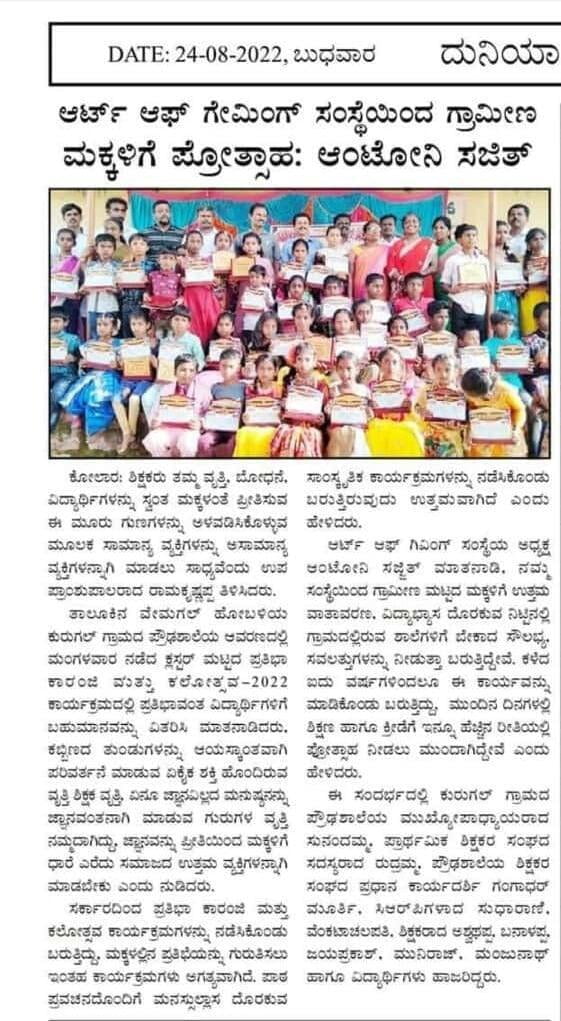 DATE: 24-08-2022, ಬುಧವಾರ
ದುನಿಯಾ
ಆರ್ಟ್ ಆಫ್ ಗೇಮಿಂಗ್ ಸಂಸ್ಥೆಯಿಂದ ಗ್ರಾಮೀಣ
ಮಕ್ಕಳಿಗೆ ಪ್ರೋತ್ಸಾಹ: ಆಂಟೋನಿ ಸಜಿತ್
ಕೋಲಾರ: ಶಿಕ್ಷಕರು ತಮ್ಮ ವೃತ್ತಿ, ಬೋಧನೆ,
ವಿದ್ಯಾರ್ಥಿಗಳನ್ನು ಸ್ವಂತ ಮಕ್ಕಳಂತೆ ಪ್ರೀತಿಸುವ
ಈ ಮೂರು ಗುಣಗಳನ್ನು ಅಳವಡಿಸಿಕೊಳ್ಳುವ
ಮೂಲಕ ಸಾಮಾನ್ಯ ವ್ಯಕ್ತಿಗಳನ್ನು ಅಸಾಮಾನ್ಯ
ವ್ಯಕ್ತಿಗಳನ್ನಾಗಿ ಮಾಡಲು ಸಾಧ್ಯವೆಂದು ಉಪ
ಪ್ರಾಂಶುಪಾಲರಾದ ರಾಮಕೃಷ್ಣಪ್ಪ ತಿಳಿಸಿದರು.
ತಾಲೂಕಿನ ವೇಮಗಲ್ ಹೋಬಳಿಯ
ಕುರುಗಲ್ ಗ್ರಾಮದ ಪ್ರೌಢಶಾಲೆಯ ಆವರಣದಲ್ಲಿ
ಮಂಗಳವಾರ ನಡೆದ ಕ್ಲಸ್ಟರ್ ಮಟ್ಟದ ಪ್ರತಿಭಾ
ಕಾರಂಜಿ ಮತ್ತು ಕಲೋತ್ಸವ-2022
ಕಾರ್ಯಕ್ರಮದಲ್ಲಿ ಪ್ರತಿಭಾವಂತ ವಿದ್ಯಾರ್ಥಿಗಳಿಗೆ
ಬಹುಮಾನವನ್ನು ವಿತರಿಸಿ ಮಾತನಾಡಿದರು,
ಕಬ್ಬಿಣದ ತುಂಡುಗಳನ್ನು ಆಯಸ್ಕಾಂತವಾಗಿ
ಪರಿವರ್ತನೆ ಮಾಡುವ ಏಕೈಕ ಶಕ್ತಿ ಹೊಂದಿರುವ
ವೃತ್ತಿ ಶಿಕ್ಷಕ ವೃತ್ತಿ, ಏನೂ ಜ್ಞಾನವಿಲ್ಲದ ಮನುಷ್ಯನನ್ನು
ಜ್ಞಾನವಂತನಾಗಿ ಮಾಡುವ ಗುರುಗಳ ವೃತ್ತಿ
ನಮ್ಮದಾಗಿದ್ದು, ಜ್ಞಾನವನ್ನು ಪ್ರೀತಿಯಿಂದ ಮಕ್ಕಳಿಗೆ
ಧಾರೆ ಎರೆದು ಸಮಾಜದ ಉತ್ತಮ ವ್ಯಕ್ತಿಗಳನ್ನಾಗಿ
ಮಾಡಬೇಕು ಎಂದು ನುಡಿದರು.
ಸರ್ಕಾರದಿಂದ ಪ್ರತಿಭಾ ಕಾರಂಜಿ ಮತ್ತು
ಕಲೋತ್ಸವ ಕಾರ್ಯಕ್ರಮಗಳನ್ನು ನಡೆಸಿಕೊಂಡು
ಬರುತ್ತಿದ್ದು, ಮಕ್ಕಳಲ್ಲಿನ ಪ್ರತಿಭೆಯನ್ನು ಗುರುತಿಸಲು
ಇಂತಹ ಕಾರ್ಯಕ್ರಮಗಳು ಅಗತ್ಯವಾಗಿದೆ. ಪಾಠ
ಪ್ರವಚನದೊಂದಿಗೆ ಮನಸ್ಸುಲ್ಲಾಸ ದೊರಕುವ
ಸಾಂಸ್ಕೃತಿಕ ಕಾರ್ಯಕ್ರಮಗಳನ್ನು ನಡೆಸಿಕೊಂಡು
ಬರುತ್ತಿರುವುದು ಉತ್ತಮವಾಗಿದೆ ಎಂದು
ಹೇಳಿದರು.
ಆರ್ಟ್ ಆಫ್ ಗಿವಿಂಗ್ ಸಂಸ್ಥೆಯ ಅಧ್ಯಕ್ಷ
ಆಂಟೋನಿ ಸಜ್ಜಿತ್ ಮಾತನಾಡಿ, ನಮ್ಮ
ಸಂಸ್ಥೆಯಿಂದ ಗ್ರಾಮೀಣ ಮಟ್ಟದ ಮಕ್ಕಳಿಗೆ ಉತ್ತಮ
ವಾತಾವರಣ, ವಿದ್ಯಾಭ್ಯಾಸ ದೊರಕುವ ನಿಟ್ಟಿನಲ್ಲಿ
ಗ್ರಾಮದಲ್ಲಿರುವ ಶಾಲೆಗಳಿಗೆ ಬೇಕಾದ ಸೌಲಭ್ಯ,
ಸವಲತ್ತುಗಳನ್ನು ನೀಡುತ್ತಾ ಬರುತ್ತಿದ್ದೇವೆ. ಕಳೆದ
ಐದು ವರ್ಷಗಳಿಂದಲೂ ಈ ಕಾರ್ಯವನ್ನು
ಮಾಡಿಕೊಂಡು ಬರುತ್ತಿದ್ದು, ಮುಂದಿನ ದಿನಗಳಲ್ಲಿ
ಶಿಕ್ಷಣ ಹಾಗೂ ಕ್ರೀಡೆಗೆ ಇನ್ನೂ ಹೆಚ್ಚಿನ ರೀತಿಯಲ್ಲಿ
ಪ್ರೋತ್ಸಾಹ ನೀಡಲು ಮುಂದಾಗಿದ್ದೇವೆ ಎಂದು
ಹೇಳಿದರು.
ಈ ಸಂದರ್ಭದಲ್ಲಿ ಕುರುಗಲ್ ಗ್ರಾಮದ
ಪ್ರೌಢಶಾಲೆಯ ಮುಖ್ಯೋಪಾಧ್ಯಾಯರಾದ
ಸುನಂದಮ್ಮ, ಪ್ರಾರ್ಥಮಿಕ ಶಿಕ್ಷಕರ ಸಂಘದ
ಸದಸ್ಯರಾದ ರುದ್ರಮ್ಮ, ಪ್ರೌಢಶಾಲೆಯ ಶಿಕ್ಷಕರ
ಸಂಘದ ಪ್ರಧಾನ ಕಾರ್ಯದರ್ಶಿ ಗಂಗಾಧರ್
ಮೂರ್ತಿ, ಸಿಆರ್‌ಪಿಗಳಾದ ಸುಧಾರಾಣಿ,
ವೆಂಕಟಾಚಲಪತಿ, ಶಿಕ್ಷಕರಾದ ಅಶ್ವಥಪ್ಪ, ಬನಾಳಪ್ಪ,
ಜಯಪ್ರಕಾಶ್, ಮುನಿರಾಜ್, ಮಂಜುನಾಥ್
ಹಾಗೂ ವಿದ್ಯಾರ್ಥಿಗಳು ಹಾಜರಿದ್ದರು.